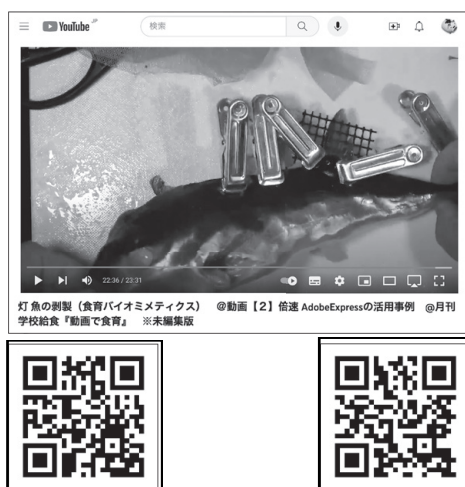 YouTube JP
検索
22:36 / 23:31
灯 魚の剥製（食育バイオミメティクス）　＠動画【２】倍速 AdobeExpressの活用事例　＠月刊
学校給食『動画で食育』　※未編集版